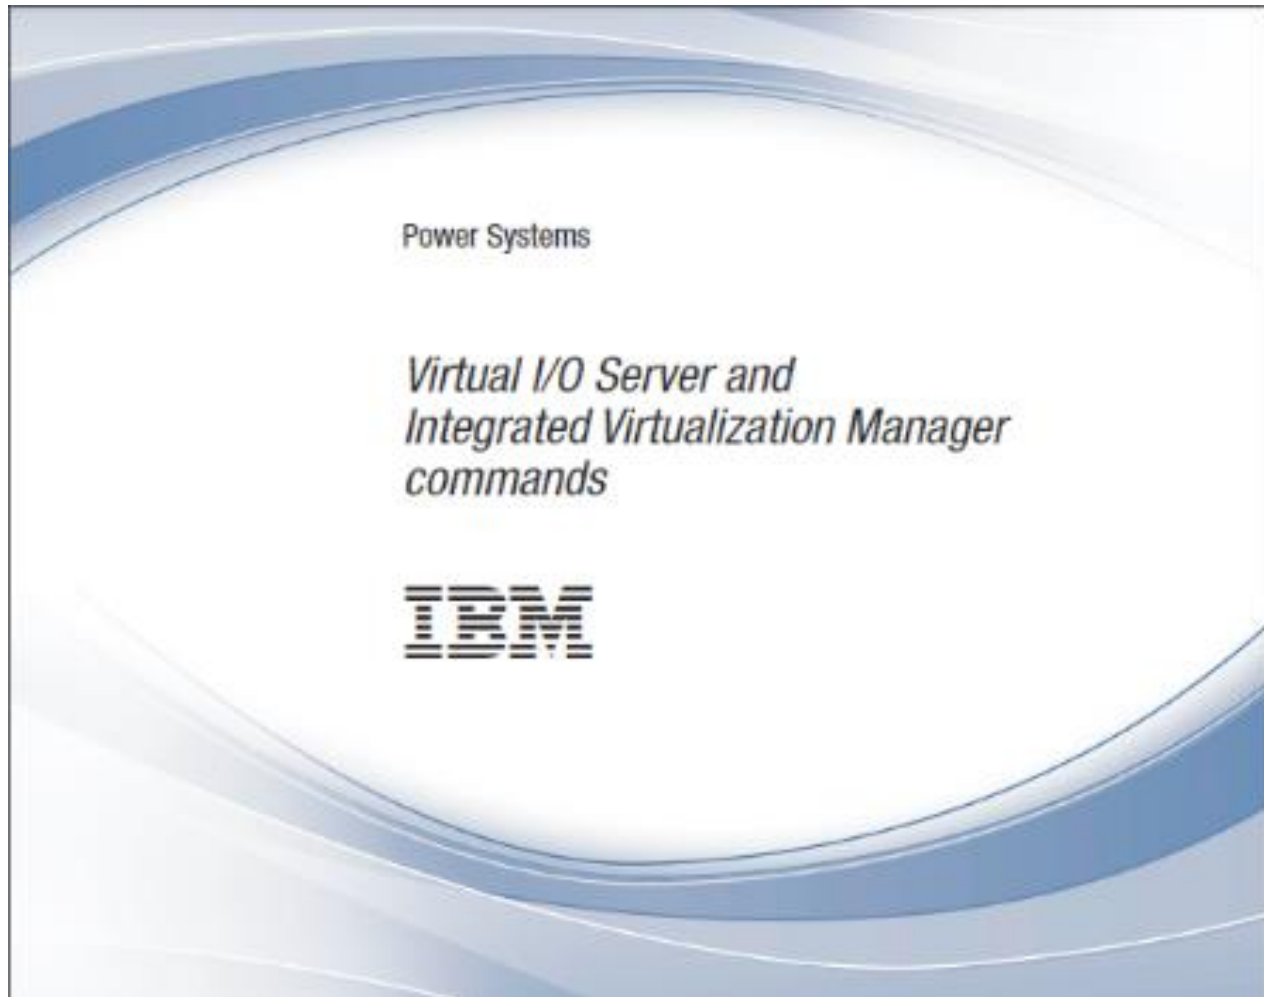 Power Systems
Virtual I/O Server and
Integrated Virtualization Manager
commands
IBM